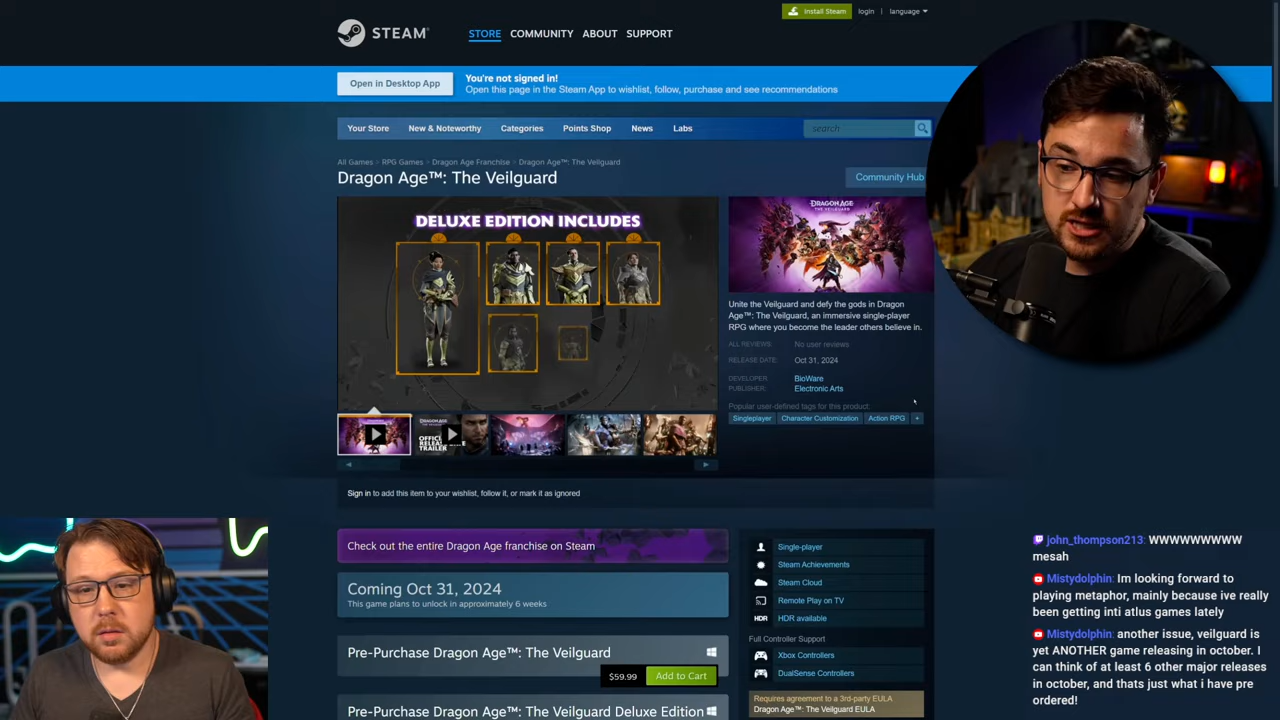 Install Steam
login
language
STEAM
STORE
COMMUNITY
ABOUT
SUPPORT
Open in Desktop App
You're not signed in!
Open this page in the Steam App to wishlist, follow, purchase and see recommendations
Your Store
New & Noteworthy
Categories
Points Shop
News
Labs
search
All Games > RPG Games > Dragon Age Franchise > Dragon Age™: The Veilguard
Dragon Age™: The Veilguard
Community Hub
DELUXE EDITION INCLUDES
DRAGON AGE
THE VEILGUARD
Unite the Veilguard and defy the gods in Dragon
Age™: The Veilguard, an immersive single-player
RPG where you become the leader others believe in.
ALL REVIEWS: No user reviews
RELEASE DATE: Oct 31, 2024
DEVELOPER: BioWare
PUBLISHER: Electronic Arts
Popular user-defined tags for this product:
Singleplayer
Character Customization
Action RPG
+
Sign in to add this item to your wishlist, follow it, or mark it as ignored
Check out the entire Dragon Age franchise on Steam
Coming Oct 31, 2024
This game plans to unlock in approximately 6 weeks
Pre-Purchase Dragon Age™: The Veilguard
$59.99
Add to Cart
Pre-Purchase Dragon Age™: The Veilguard Deluxe Edition
Single-player
Steam Achievements
Steam Cloud
Remote Play on TV
HDR
HDR available
Full Controller Support
Xbox Controllers
DualSense Controllers
Requires agreement to a 3rd-party EULA
Dragon Age™: The Veilguard EULA
john_thompson213: WWWWWWWWW
mesah
Mistydolphin: Im looking forward to
playing metaphor, mainly because ive really
been getting inti atlus games lately
Mistydolphin: another issue, veilguard is
yet ANOTHER game releasing in october. I
can think of at least 6 other major releases
in october, and thats just what i have pre
ordered!